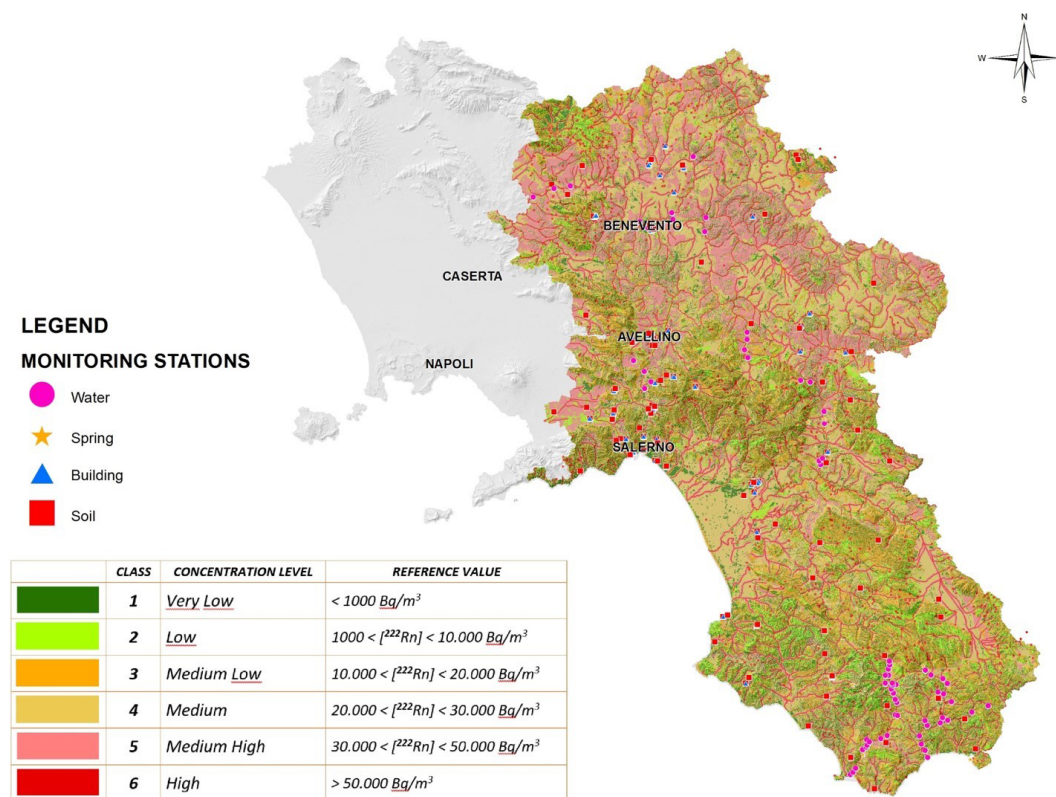 N
W
S
BENEVENTO
CASERTA
AVELLINO
NAPOLI
SALERNO
LEGEND
MONITORING STATIONS
Water
Spring
Building
Soil
CLASS CONCENTRATION LEVEL REFERENCE VALUE
1 Very Low < 1000 Bq/m³
2 Low 1000 < [²²²Rn] < 10.000 Bq/m³
3 Medium Low 10.000 < [²²²Rn] < 20.000 Bq/m³
4 Medium 20.000 < [²²²Rn] < 30.000 Bq/m³
5 Medium High 30.000 < [²²²Rn] < 50.000 Bq/m³
6 High > 50.000 Bq/m³